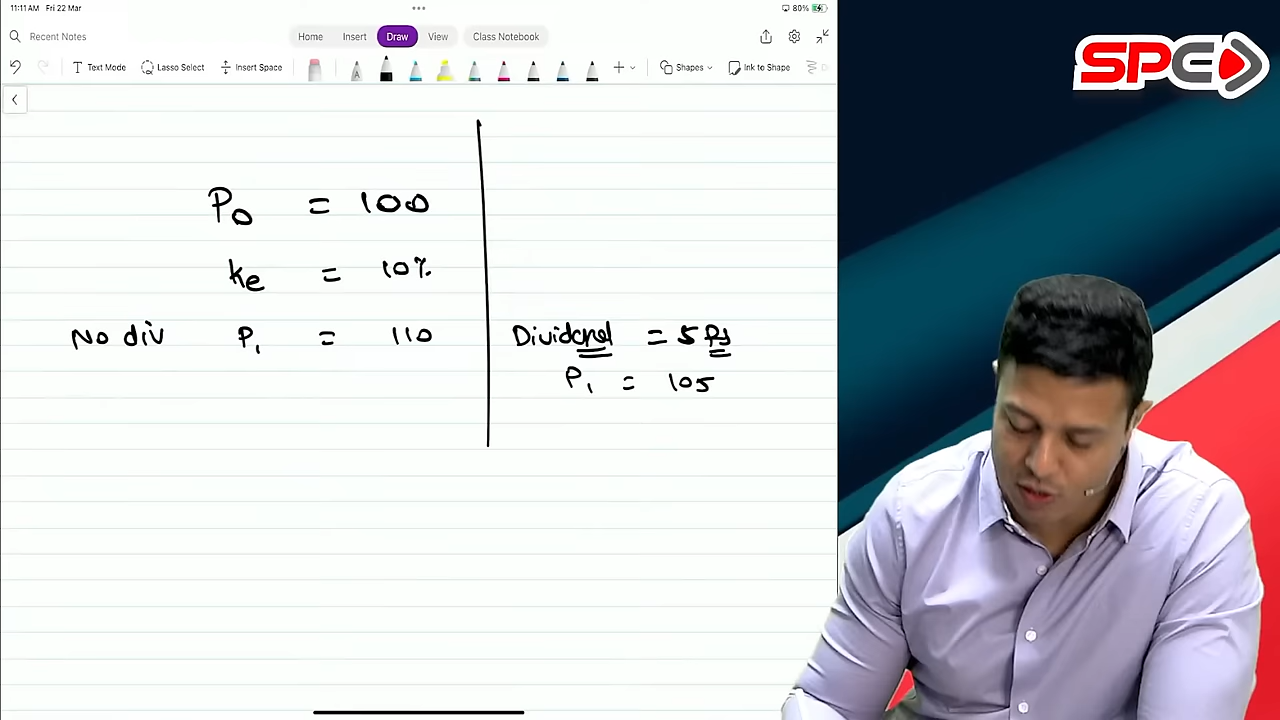 11:11 AM Fri 22 Mar
80%
Recent Notes
Home Insert Draw View Class Notebook
Text Mode Lasso Select Insert Space Shapes Ink to Shape
P0 = 100
ke = 10%
No div P1 = 110
Dividend = 5 Rs
P1 = 105
SPC